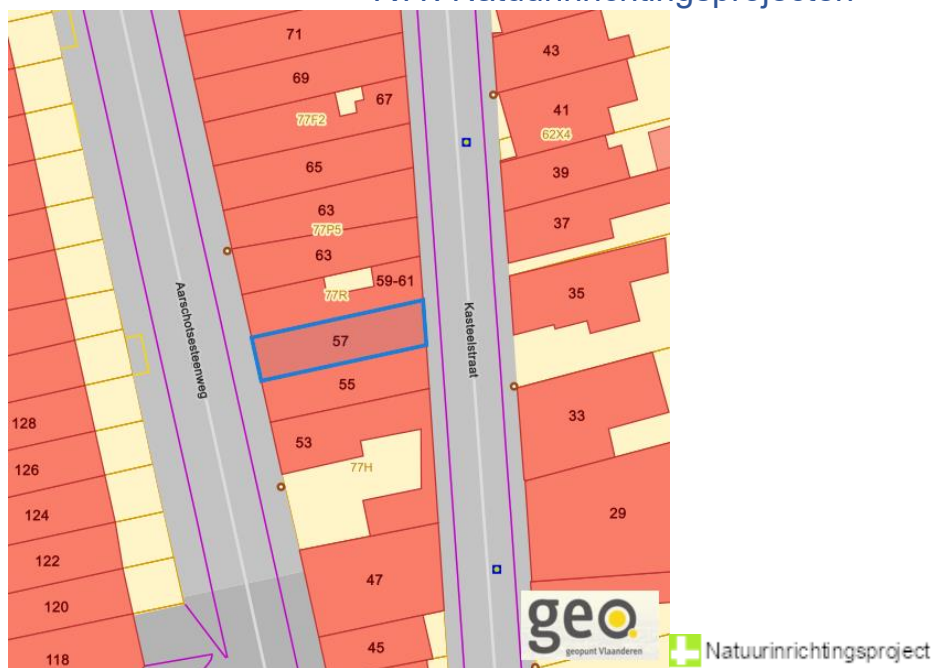 71
43
69
67
41
77F2
62X4
65
39
63
37
77P5
63
59-61
35
77R
Aarschotsesteenweg
Kasteelstraat
57
55
33
128
53
77H
126
29
124
122
47
120
geo
geopunt Vlaanderen
45
118
Natuurinrichtingsproject